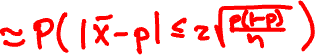 ≈ P( |x̄-p| ≤ z√(p(1-p)/n) )